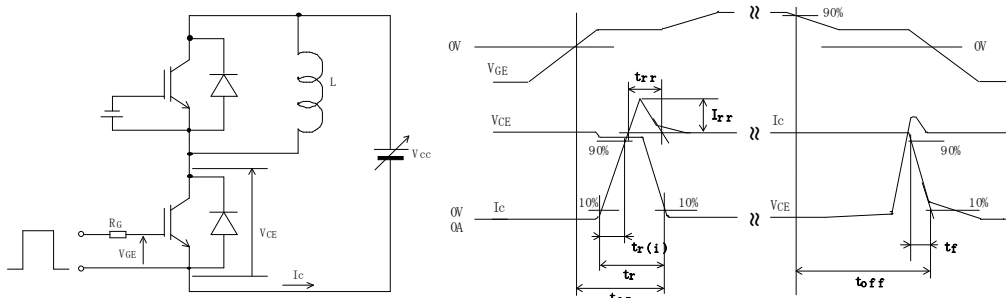 L
Vcc
RG
VGE
VCE
Ic
0V
VGE
trr
Irr
VCE
90%
10%
10%
0V
0A
Ic
tr(i)
tr
90%
0V
Ic
90%
VCE
10%
tf
toff